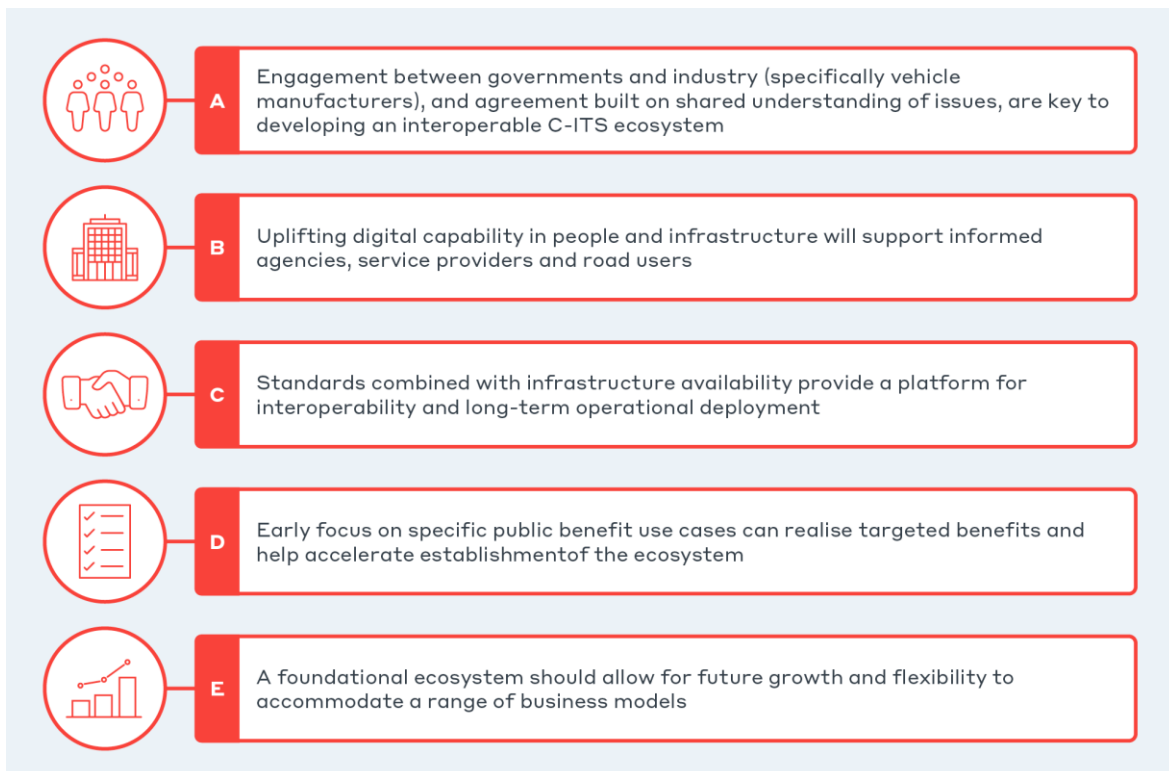 A
Engagement between governments and industry (specifically vehicle
manufacturers), and agreement built on shared understanding of issues, are key to
developing an interoperable C-ITS ecosystem
B
Uplifting digital capability in people and infrastructure will support informed
agencies, service providers and road users
C
Standards combined with infrastructure availability provide a platform for
interoperability and long-term operational deployment
D
Early focus on specific public benefit use cases can realise targeted benefits and
help accelerate establishmentof the ecosystem
E
A foundational ecosystem should allow for future growth and flexibility to
accommodate a range of business models